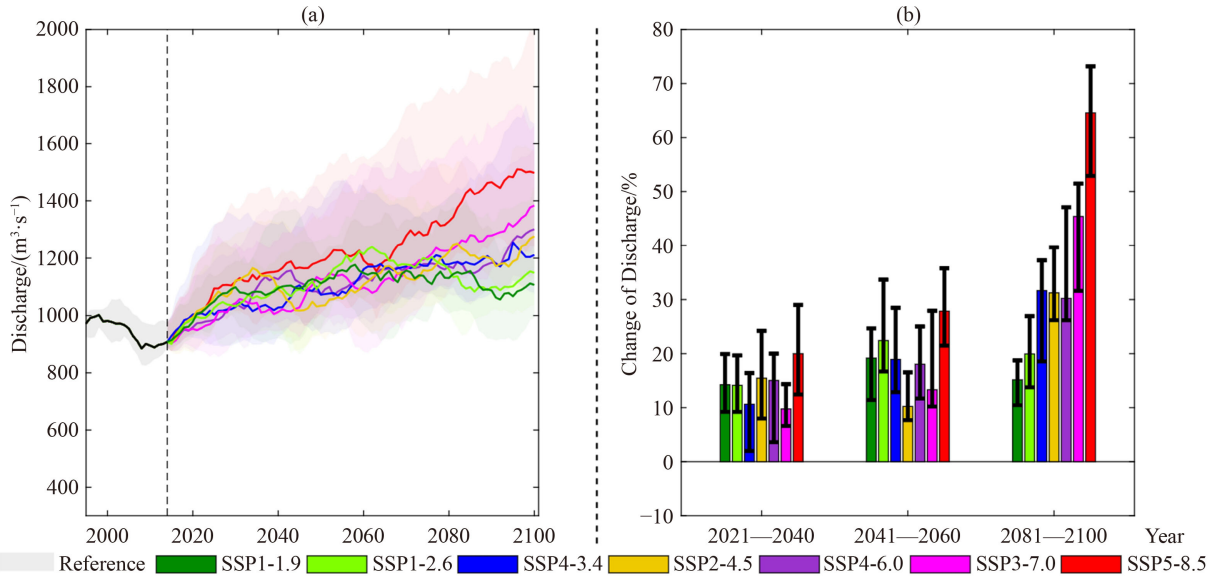 (a)
2000
1800
1600
1400
1200
1000
800
600
400
Discharge/(m³·s⁻¹)
2000 2020 2040 2060 2080 2100
(b)
80
70
60
50
40
30
20
10
0
−10
Change of Discharge/%
2021—2040 2041—2060 2081—2100 Year
Reference SSP1-1.9 SSP1-2.6 SSP4-3.4 SSP2-4.5 SSP4-6.0 SSP3-7.0 SSP5-8.5